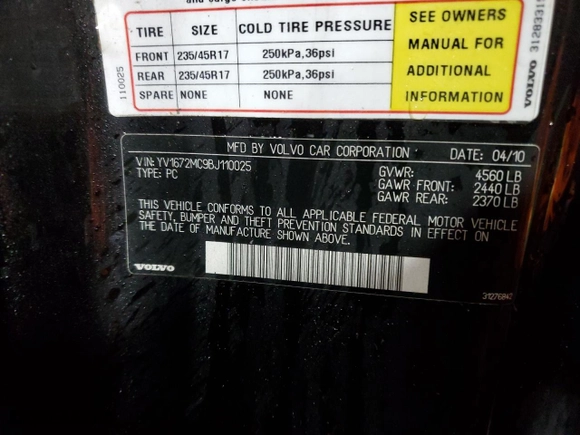 TIRE SIZE COLD TIRE PRESSURE
FRONT 235/45R17 250kPa,36psi
REAR 235/45R17 250kPa,36psi
SPARE NONE NONE
SEE OWNERS
MANUAL FOR
ADDITIONAL
INFORMATION
110025
VOLVO
MFD BY VOLVO CAR CORPORATION DATE: 04/10
VIN: YV1672MC9BJ110025
TYPE: PC
GVWR: 4560 LB
GAWR FRONT: 2440 LB
GAWR REAR: 2370 LB
THIS VEHICLE CONFORMS TO ALL APPLICABLE FEDERAL MOTOR VEHICLE
SAFETY, BUMPER AND THEFT PREVENTION STANDARDS IN EFFECT ON
THE DATE OF MANUFACTURE SHOWN ABOVE.
VOLVO